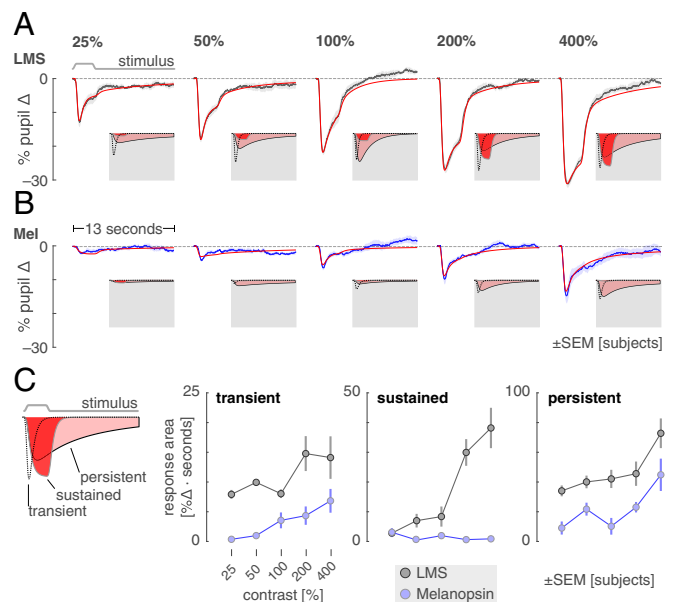 A
LMS
25%
50%
100%
200%
400%
stimulus
0
% pupil Δ
−30
B
Mel
13 seconds
0
% pupil Δ
−30
±SEM [subjects]
C
stimulus
persistent
sustained
transient
transient
sustained
persistent
25
50
100
response area
[%Δ · seconds]
0
0
0
25
50
100
200
400
contrast [%]
LMS
Melanopsin
±SEM [subjects]